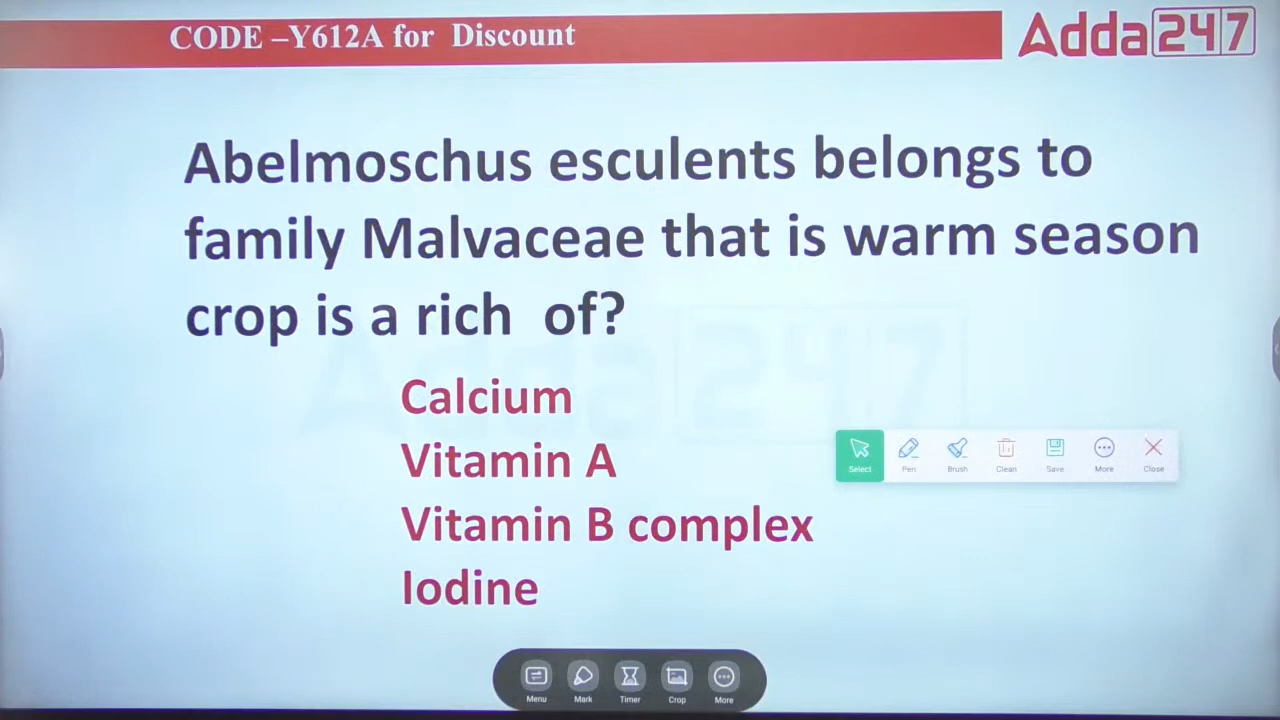 CODE –Y612A for Discount
Adda247
Abelmoschus esculents belongs to
family Malvaceae that is warm season
crop is a rich of?
Calcium
Vitamin A
Vitamin B complex
Iodine
Select Pen Brush Clean Save More Close
Menu Mark Timer Crop More